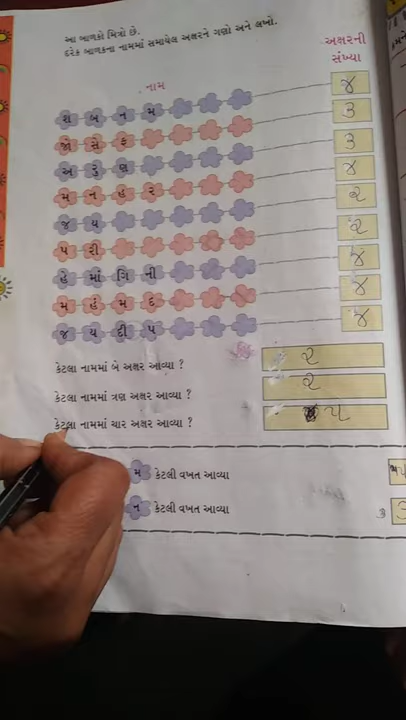 આ બાળકો મિત્રો છે.
દરેક બાળકના નામમાં સમાયેલ અક્ષરને ગણો અને લખો.
નામ
અક્ષરની
સંખ્યા
શ બ ન મ ૪
જો સે ફ ૩
અ રુ ણ ૩
મ ન હ ર ૪
જ ય ૨
પ રી ૨
હે માં ગિ ની ૪
મ હં મ દ ૪
જ ય દી પ ૪
કેટલા નામમાં બે અક્ષર આવ્યા ? ૨
કેટલા નામમાં ત્રણ અક્ષર આવ્યા ? ૨
કેટલા નામમાં ચાર અક્ષર આવ્યા ? ૫
મ કેટલી વખત આવ્યા
ન કેટલી વખત આવ્યા ૩